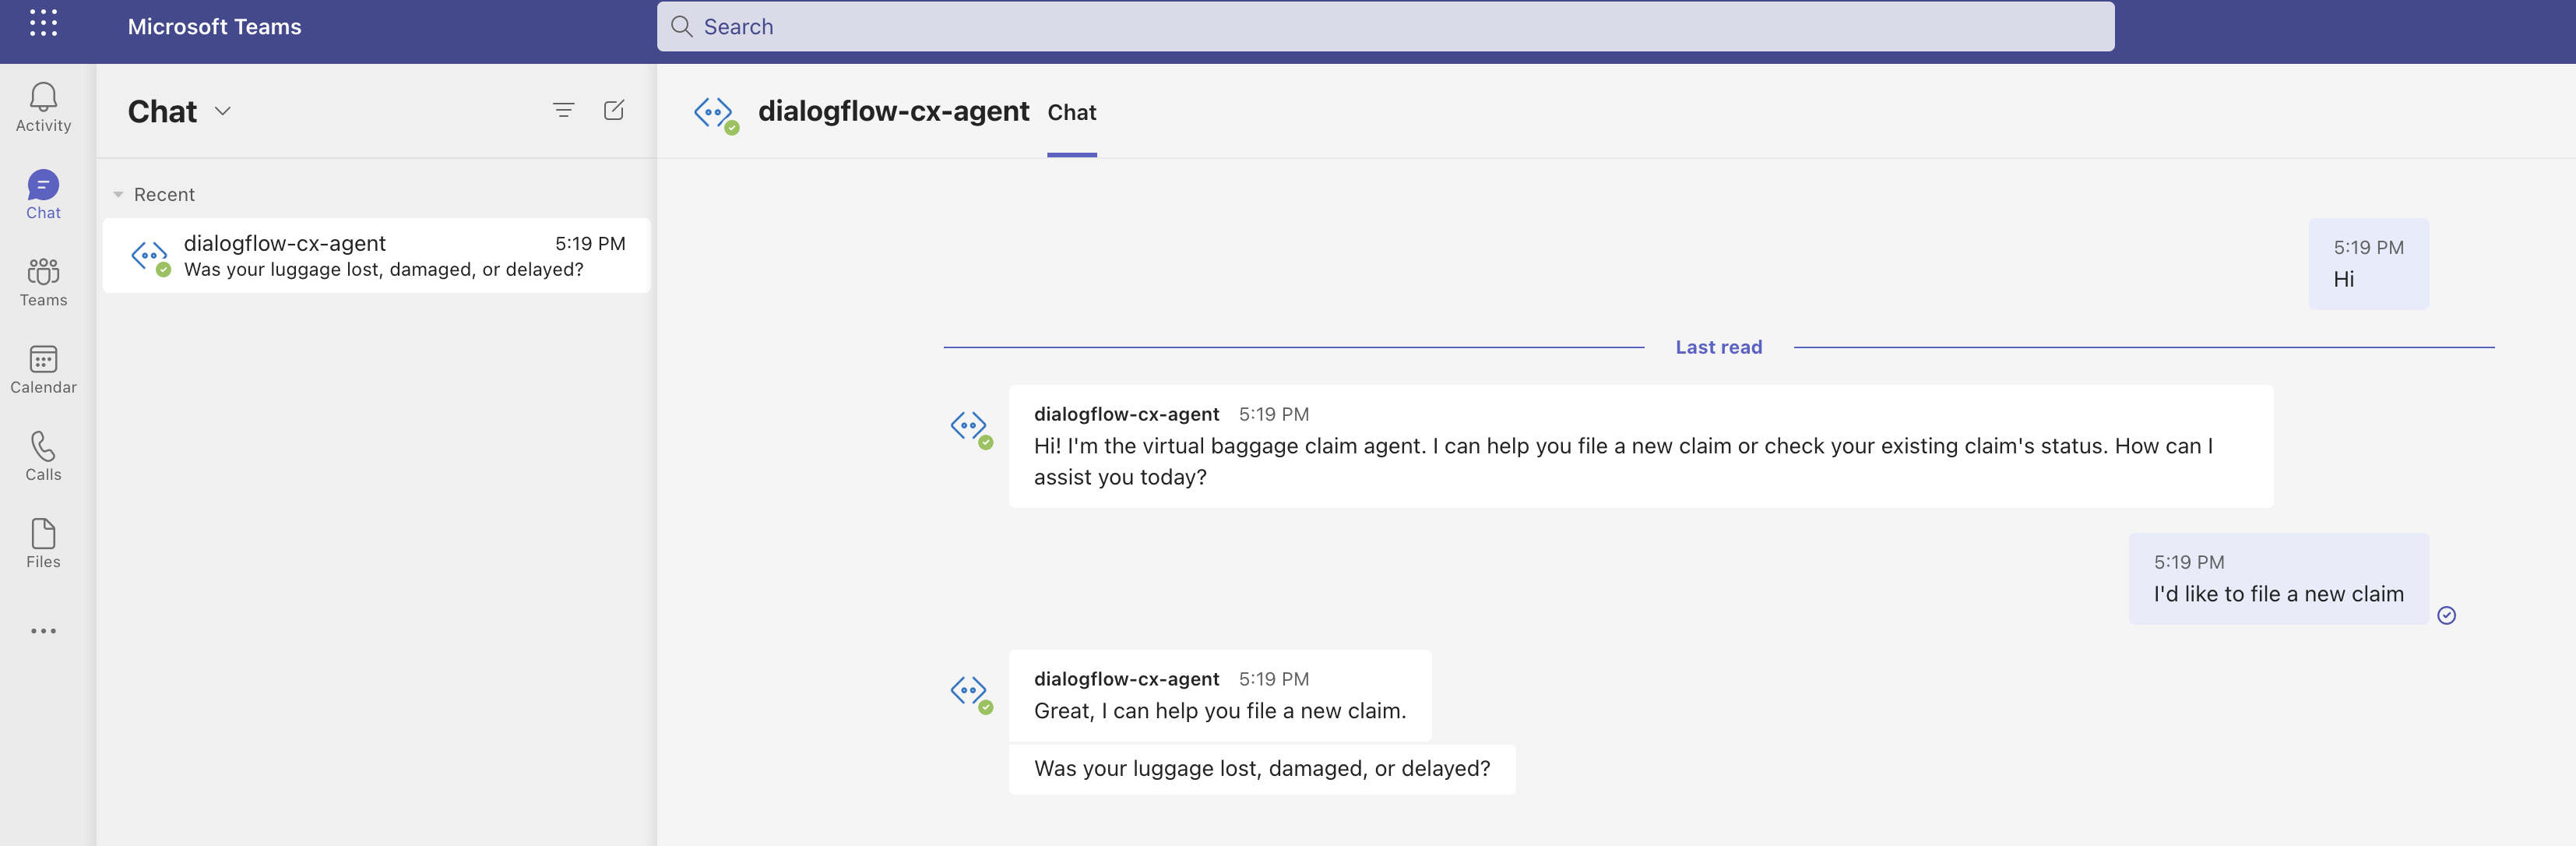 Microsoft Teams
Search
Activity
Chat
Teams
Calendar
Calls
Files
Chat
Recent
dialogflow-cx-agent 5:19 PM
Was your luggage lost, damaged, or delayed?
dialogflow-cx-agent Chat
5:19 PM
Hi
Last read
dialogflow-cx-agent 5:19 PM
Hi! I'm the virtual baggage claim agent. I can help you file a new claim or check your existing claim's status. How can I
assist you today?
5:19 PM
I'd like to file a new claim
dialogflow-cx-agent 5:19 PM
Great, I can help you file a new claim.
Was your luggage lost, damaged, or delayed?